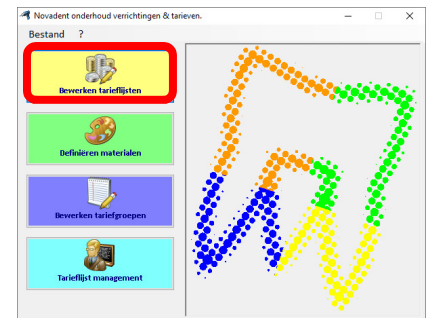 Novadent onderhoud verrichtingen & tarieven.
Bestand ?
Bewerken tarieflijsten
Definiëren materialen
Bewerken tariefgroepen
Tarieflijst management